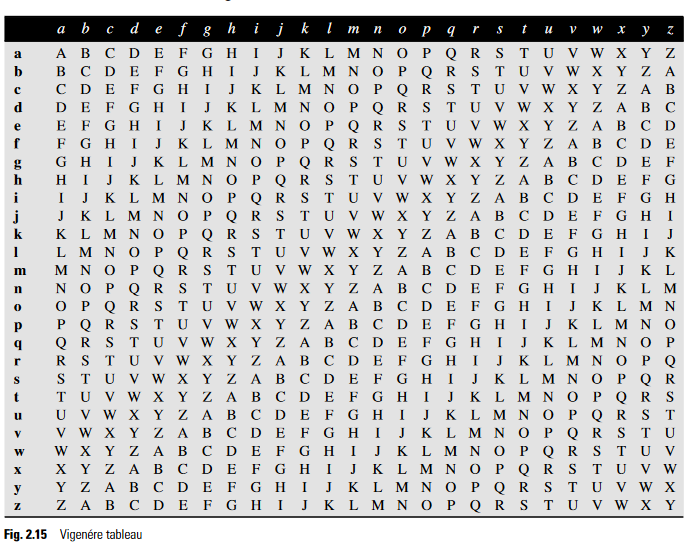 a b c d e f g h i j k l m n o p q r s t u v w x y z
a A B C D E F G H I J K L M N O P Q R S T U V W X Y Z
b B C D E F G H I J K L M N O P Q R S T U V W X Y Z A
c C D E F G H I J K L M N O P Q R S T U V W X Y Z A B
d D E F G H I J K L M N O P Q R S T U V W X Y Z A B C
e E F G H I J K L M N O P Q R S T U V W X Y Z A B C D
f F G H I J K L M N O P Q R S T U V W X Y Z A B C D E
g G H I J K L M N O P Q R S T U V W X Y Z A B C D E F
h H I J K L M N O P Q R S T U V W X Y Z A B C D E F G
i I J K L M N O P Q R S T U V W X Y Z A B C D E F G H
j J K L M N O P Q R S T U V W X Y Z A B C D E F G H I
k K L M N O P Q R S T U V W X Y Z A B C D E F G H I J
l L M N O P Q R S T U V W X Y Z A B C D E F G H I J K
m M N O P Q R S T U V W X Y Z A B C D E F G H I J K L
n N O P Q R S T U V W X Y Z A B C D E F G H I J K L M
o O P Q R S T U V W X Y Z A B C D E F G H I J K L M N
p P Q R S T U V W X Y Z A B C D E F G H I J K L M N O
q Q R S T U V W X Y Z A B C D E F G H I J K L M N O P
r R S T U V W X Y Z A B C D E F G H I J K L M N O P Q
s S T U V W X Y Z A B C D E F G H I J K L M N O P Q R
t T U V W X Y Z A B C D E F G H I J K L M N O P Q R S
u U V W X Y Z A B C D E F G H I J K L M N O P Q R S T
v V W X Y Z A B C D E F G H I J K L M N O P Q R S T U
w W X Y Z A B C D E F G H I J K L M N O P Q R S T U V
x X Y Z A B C D E F G H I J K L M N O P Q R S T U V W
y Y Z A B C D E F G H I J K L M N O P Q R S T U V W X
z Z A B C D E F G H I J K L M N O P Q R S T U V W X Y
Fig. 2.15 Vigenére tableau